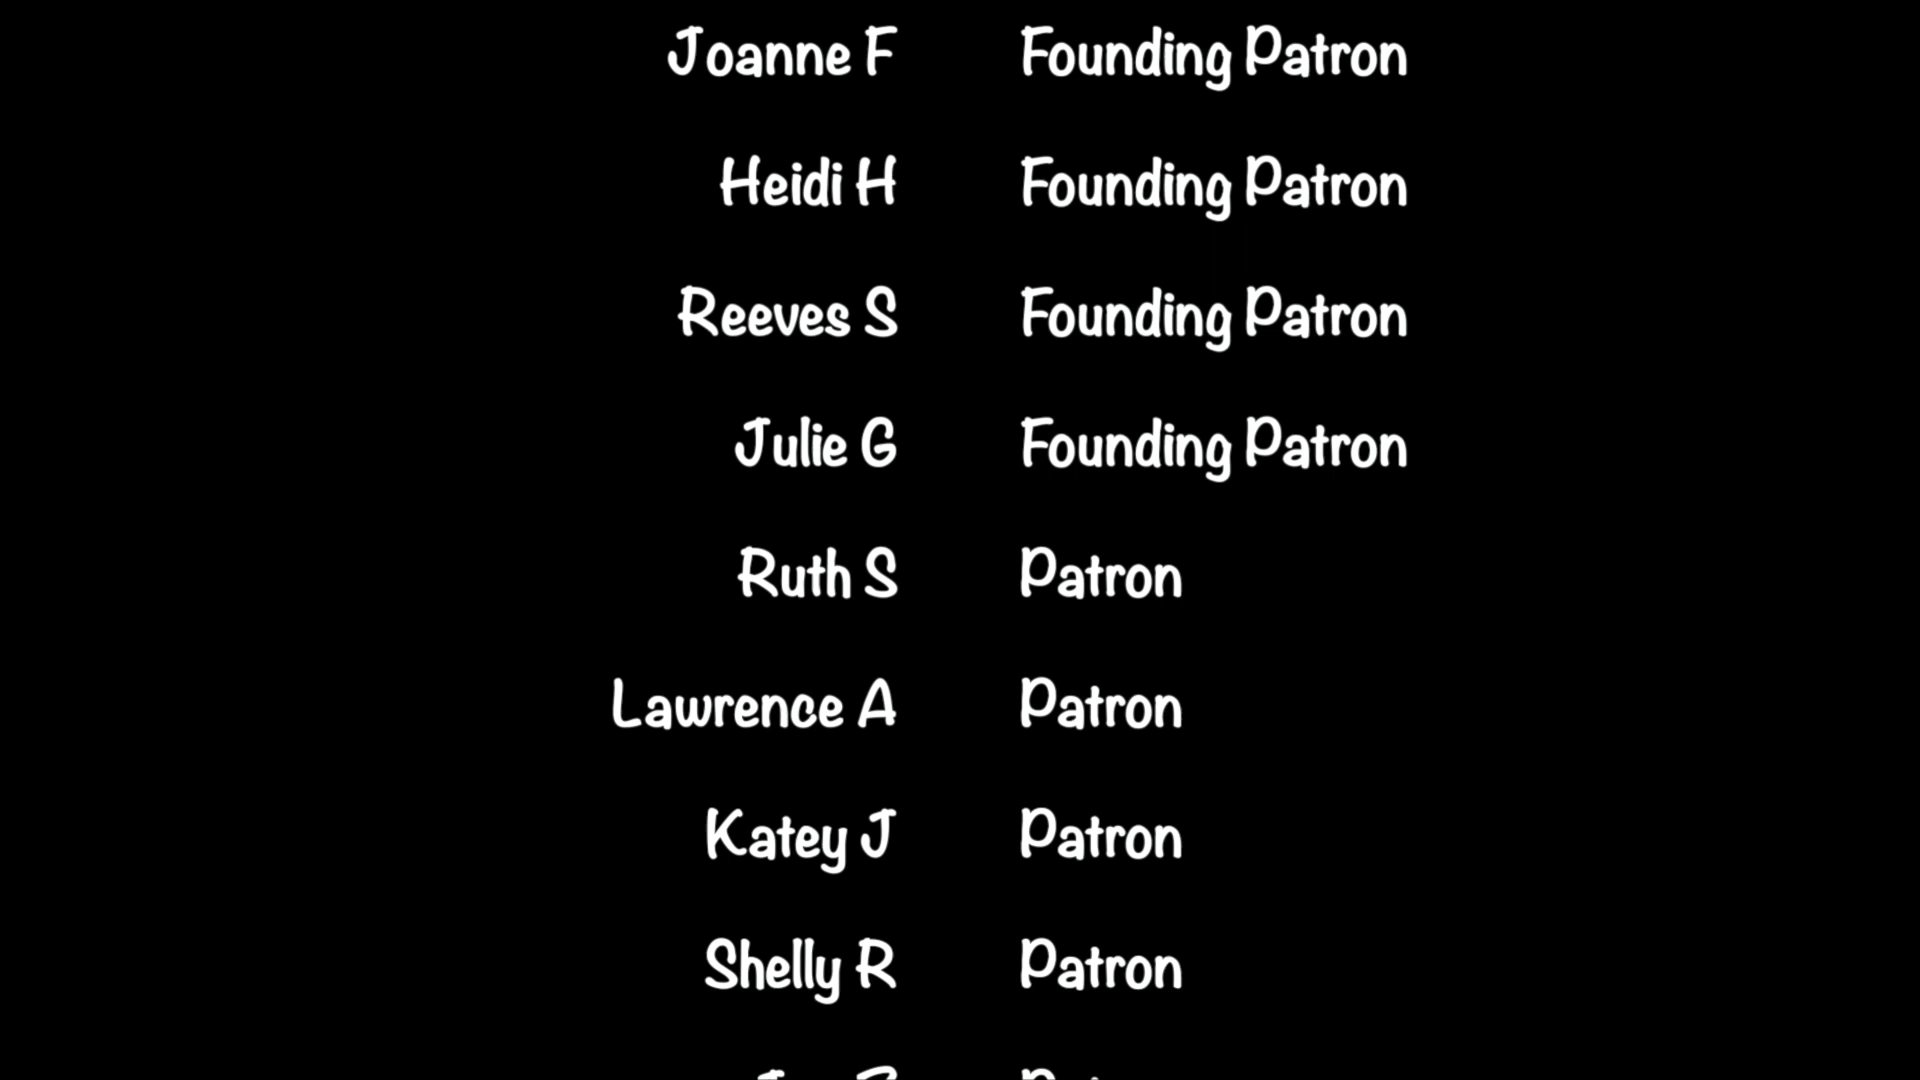 Joanne F Founding Patron
Heidi H Founding Patron
Reeves S Founding Patron
Julie G Founding Patron
Ruth S Patron
Lawrence A Patron
Katey J Patron
Shelly R Patron